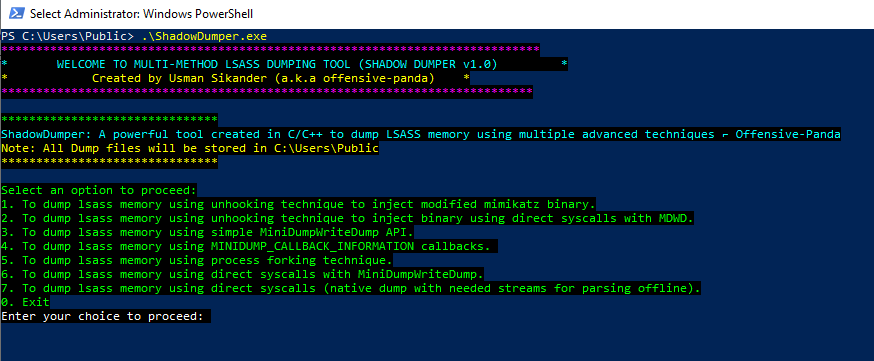 Select Administrator: Windows PowerShell
PS C:\Users\Public> .\ShadowDumper.exe
*****************************************************************************
* WELCOME TO MULTI-METHOD LSASS DUMPING TOOL (SHADOW DUMPER v1.0) *
* Created by Usman Sikander (a.k.a offensive-panda) *
****************************************************************************
*******************************
ShadowDumper: A powerful tool created in C/C++ to dump LSASS memory using multiple advanced techniques ⌐ Offensive-Panda
Note: All Dump files will be stored in C:\Users\Public
*******************************
Select an option to proceed:
1. To dump lsass memory using unhooking technique to inject modified mimikatz binary.
2. To dump lsass memory using unhooking technique to inject binary using direct syscalls with MDWD.
3. To dump lsass memory using simple MiniDumpWriteDump API.
4. To dump lsass memory using MINIDUMP_CALLBACK_INFORMATION callbacks.
5. To dump lsass memory using process forking technique.
6. To dump lsass memory using direct syscalls with MiniDumpWriteDump.
7. To dump lsass memory using direct syscalls (native dump with needed streams for parsing offline).
0. Exit
Enter your choice to proceed: